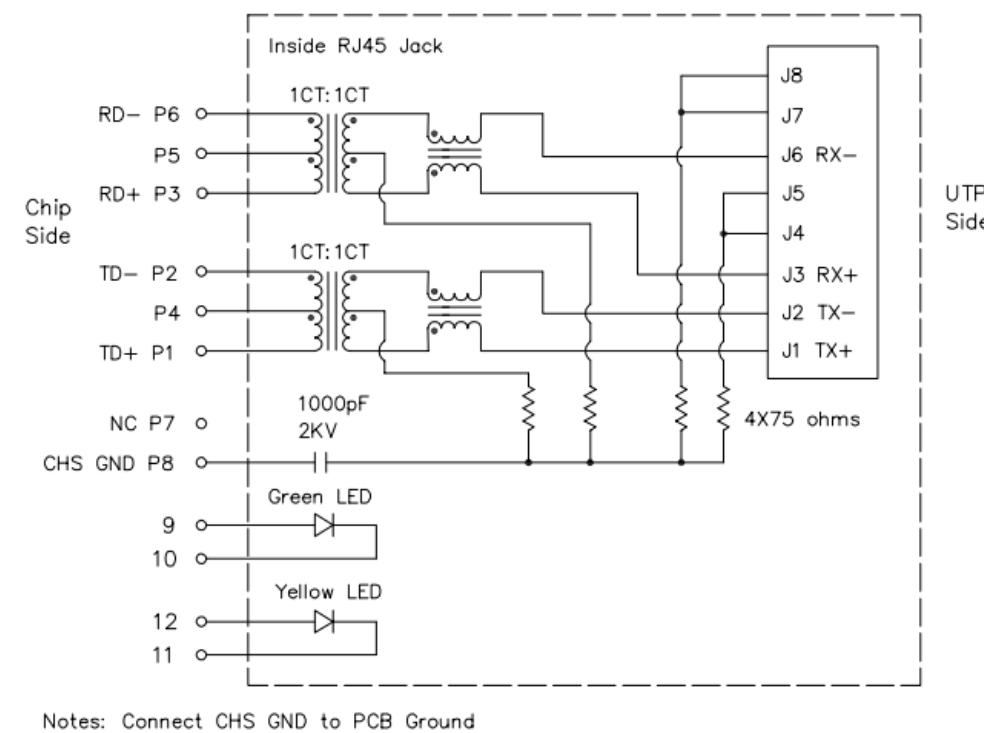 Inside RJ45 Jack
1CT:1CT
RD- P6
P5
RD+ P3
Chip
Side
1CT:1CT
TD- P2
P4
TD+ P1
J8
J7
J6 RX-
J5
J4
J3 RX+
J2 TX-
J1 TX+
UTP
Side
1000pF
2KV
4X75 ohms
NC P7
CHS GND P8
Green LED
9
10
Yellow LED
12
11
Notes: Connect CHS GND to PCB Ground